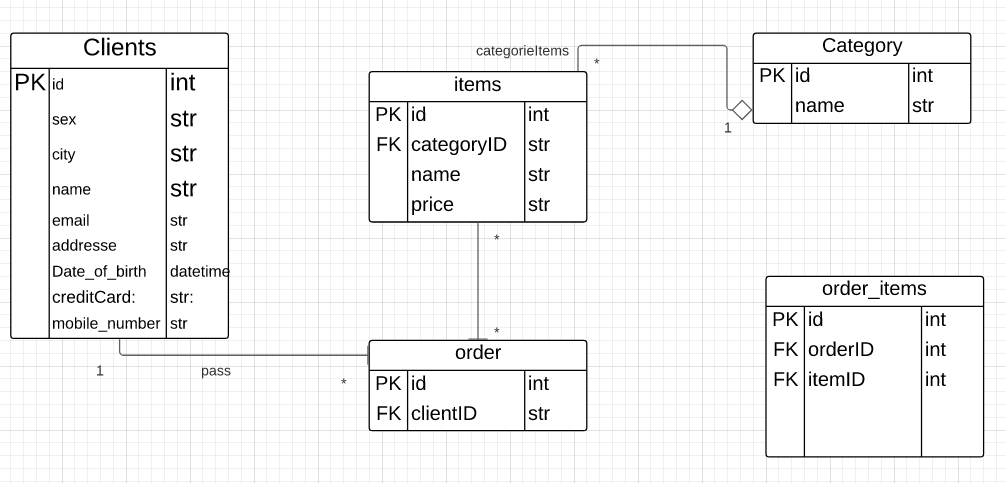 Clients
PK id int
sex str
city str
name str
email str
addresse str
Date_of_birth datetime
creditCard: str:
mobile_number str
1
pass
*
categorieItems
*
1
items
PK id int
FK categoryID str
name str
price str
*
*
order
PK id int
FK clientID str
Category
PK id int
name str
order_items
PK id int
FK orderID int
FK itemID int